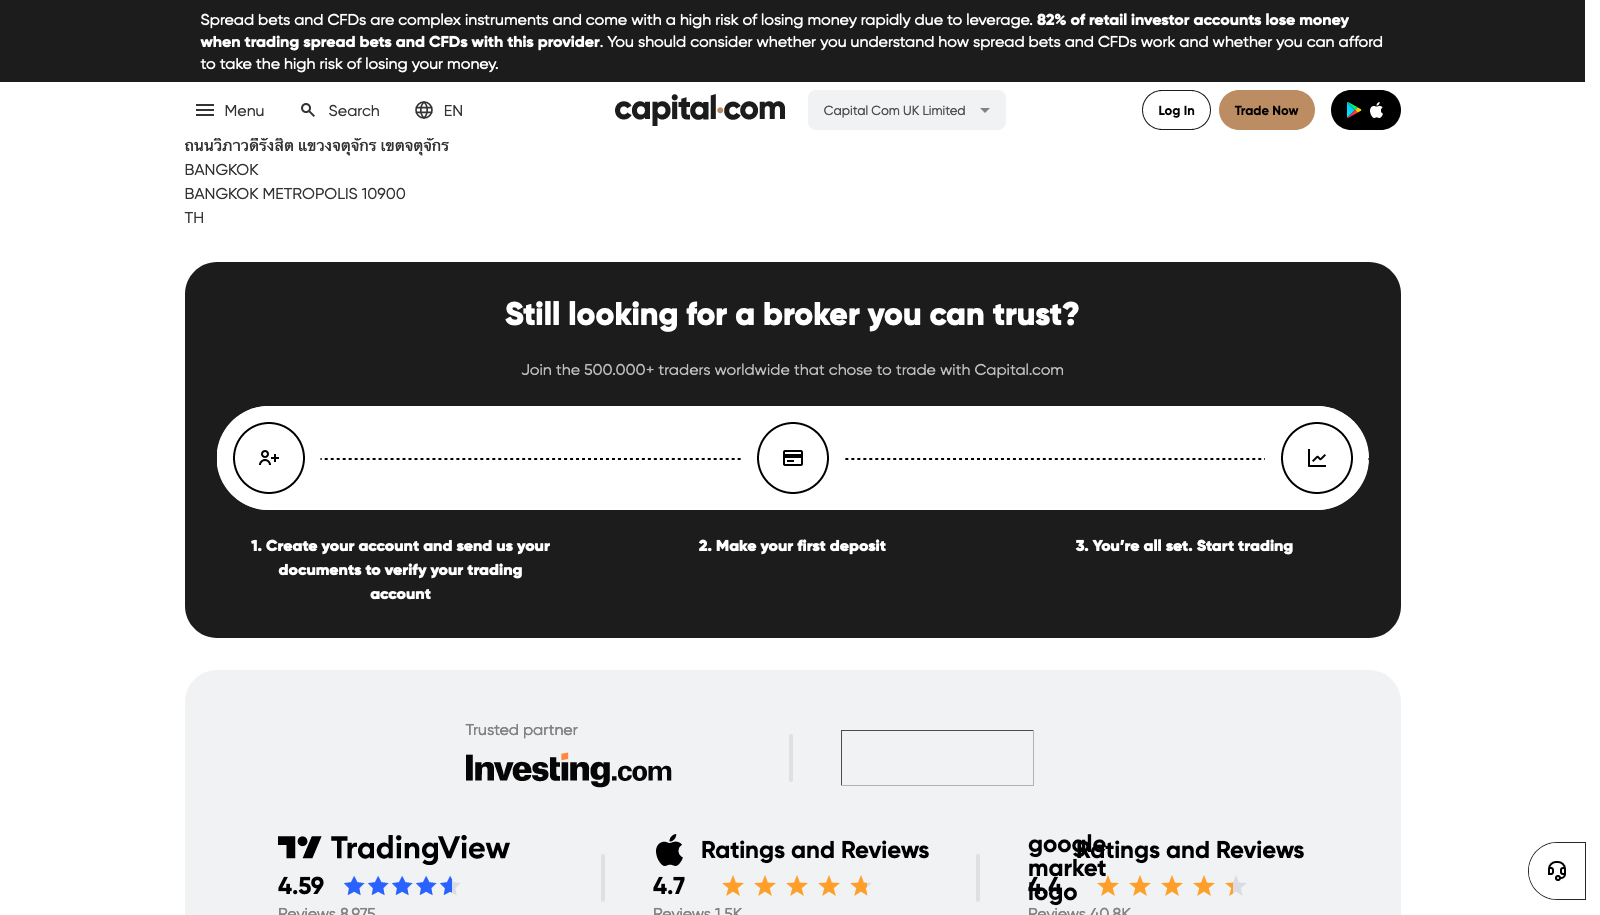 Spread bets and CFDs are complex instruments and come with a high risk of losing money rapidly due to leverage. 82% of retail investor accounts lose money
when trading spread bets and CFDs with this provider. You should consider whether you understand how spread bets and CFDs work and whether you can afford
to take the high risk of losing your money.
Menu Search EN capital.com Capital Com UK Limited Log In Trade Now
ถนนวิภาวดีรังสิต แขวงจตุจักร เขตจตุจักร
BANGKOK
BANGKOK METROPOLIS 10900
TH
Still looking for a broker you can trust?
Join the 500.000+ traders worldwide that chose to trade with Capital.com
1. Create your account and send us your
documents to verify your trading
account
2. Make your first deposit
3. You’re all set. Start trading
Trusted partner
Investing.com
TradingView
4.59
Reviews 8,975
Ratings and Reviews
4.7
Reviews 1.5K
google
market
logo
Ratings and Reviews
4.4
Reviews 40.8K